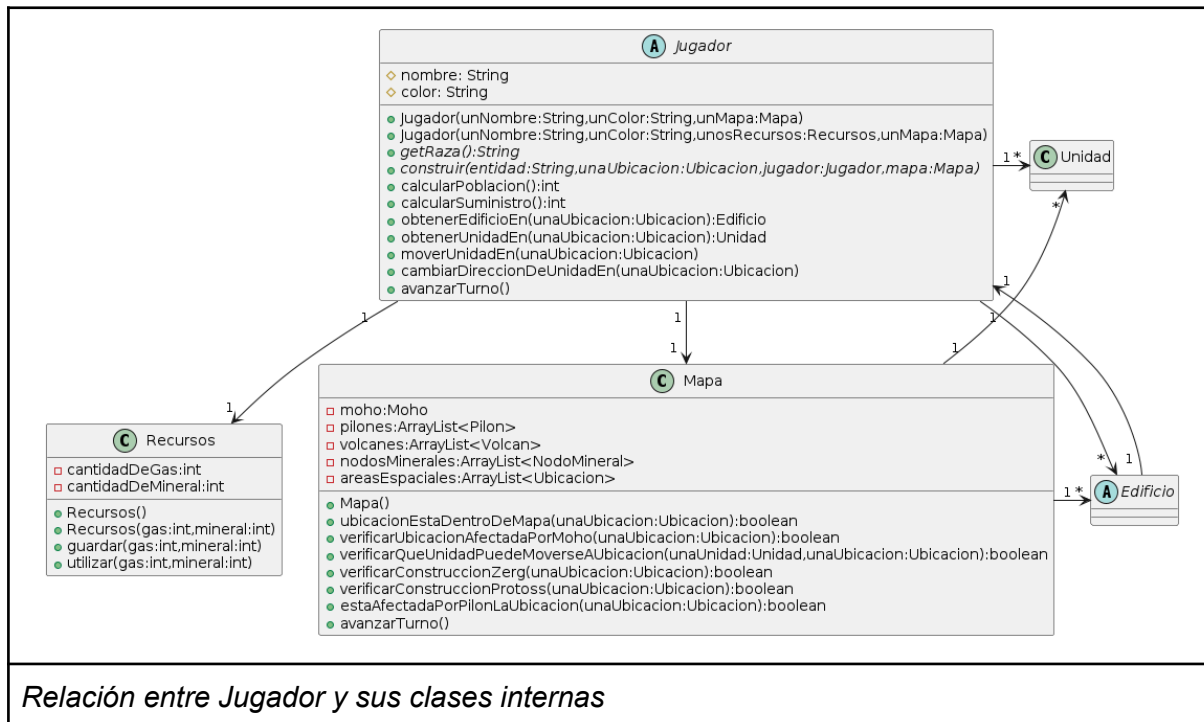 A Jugador
nombre: String
color: String
Jugador(unNombre:String,unColor:String,unMapa:Mapa)
Jugador(unNombre:String,unColor:String,unosRecursos:Recursos,unMapa:Mapa)
getRaza():String
construir(entidad:String,unaUbicacion:Ubicacion,jugador:Jugador,mapa:Mapa)
calcularPoblacion():int
calcularSuministro():int
obtenerEdificioEn(unaUbicacion:Ubicacion):Edificio
obtenerUnidadEn(unaUbicacion:Ubicacion):Unidad
moverUnidadEn(unaUbicacion:Ubicacion)
cambiarDireccionDeUnidadEn(unaUbicacion:Ubicacion)
avanzarTurno()
1 *
C Unidad
*
1
1
1
1
1
1
1
C Recursos
cantidadDeGas:int
cantidadDeMineral:int
Recursos()
Recursos(gas:int,mineral:int)
guardar(gas:int,mineral:int)
utilizar(gas:int,mineral:int)
C Mapa
moho:Moho
pilones:ArrayList<Pilon>
volcanes:ArrayList<Volcan>
nodosMinerales:ArrayList<NodoMineral>
areasEspaciales:ArrayList<Ubicacion>
Mapa()
ubicacionEstaDentroDeMapa(unaUbicacion:Ubicacion):boolean
verificarUbicacionAfectadaPorMoho(unaUbicacion:Ubicacion):boolean
verificarQueUnidadPuedeMoverseAUbicacion(unaUnidad:Unidad,unaUbicacion:Ubicacion):boolean
verificarConstruccionZerg(unaUbicacion:Ubicacion):boolean
verificarConstruccionProtoss(unaUbicacion:Ubicacion):boolean
estaAfectadaPorPilonLaUbicacion(unaUbicacion:Ubicacion):boolean
avanzarTurno()
* 1
1 *
A Edificio
Relación entre Jugador y sus clases internas